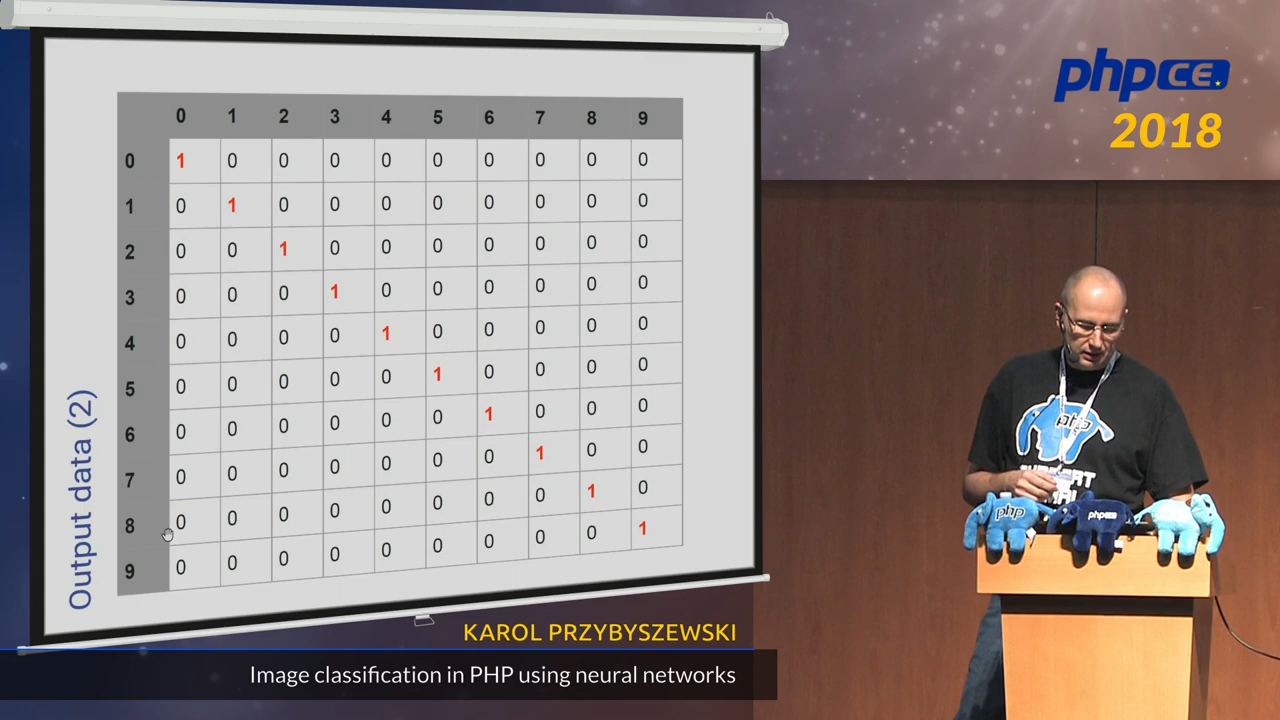 Output data (2)
0 1 2 3 4 5 6 7 8 9
0 1 0 0 0 0 0 0 0 0 0
1 0 1 0 0 0 0 0 0 0 0
2 0 0 1 0 0 0 0 0 0 0
3 0 0 0 1 0 0 0 0 0 0
4 0 0 0 0 1 0 0 0 0 0
5 0 0 0 0 0 1 0 0 0 0
6 0 0 0 0 0 0 1 0 0 0
7 0 0 0 0 0 0 0 1 0 0
8 0 0 0 0 0 0 0 0 1 0
9 0 0 0 0 0 0 0 0 0 1
phpce
2018
php
php
phpce
KAROL PRZYBYSZEWSKI
Image classification in PHP using neural networks